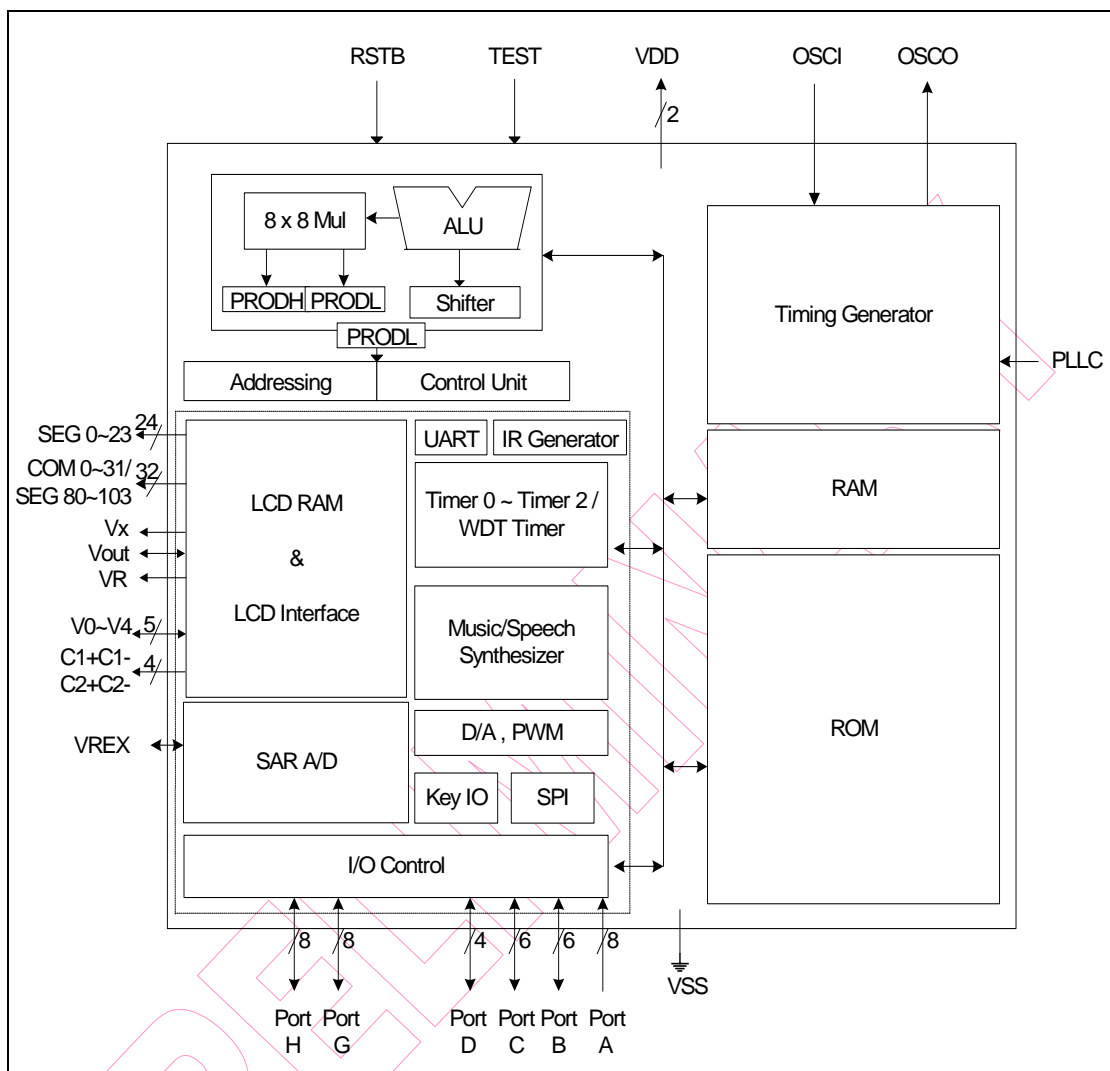 RSTB
TEST
VDD
OSCI
OSCO
2
8 x 8 Mul
ALU
PRODH
PRODL
Shifter
PRODL
Addressing
Control Unit
Timing Generator
PLLC
SEG 0~23
24
COM 0~31/
32
SEG 80~103
Vx
Vout
VR
V0~V4
5
C1+C1-
4
C2+C2-
VREX
LCD RAM
&
LCD Interface
UART
IR Generator
Timer 0 ~ Timer 2 /
WDT Timer
Music/Speech
Synthesizer
D/A , PWM
SAR A/D
Key IO
SPI
I/O Control
RAM
ROM
8
8
4
6
6
8
VSS
Port
H
Port
G
Port
D
Port
C
Port
B
Port
A